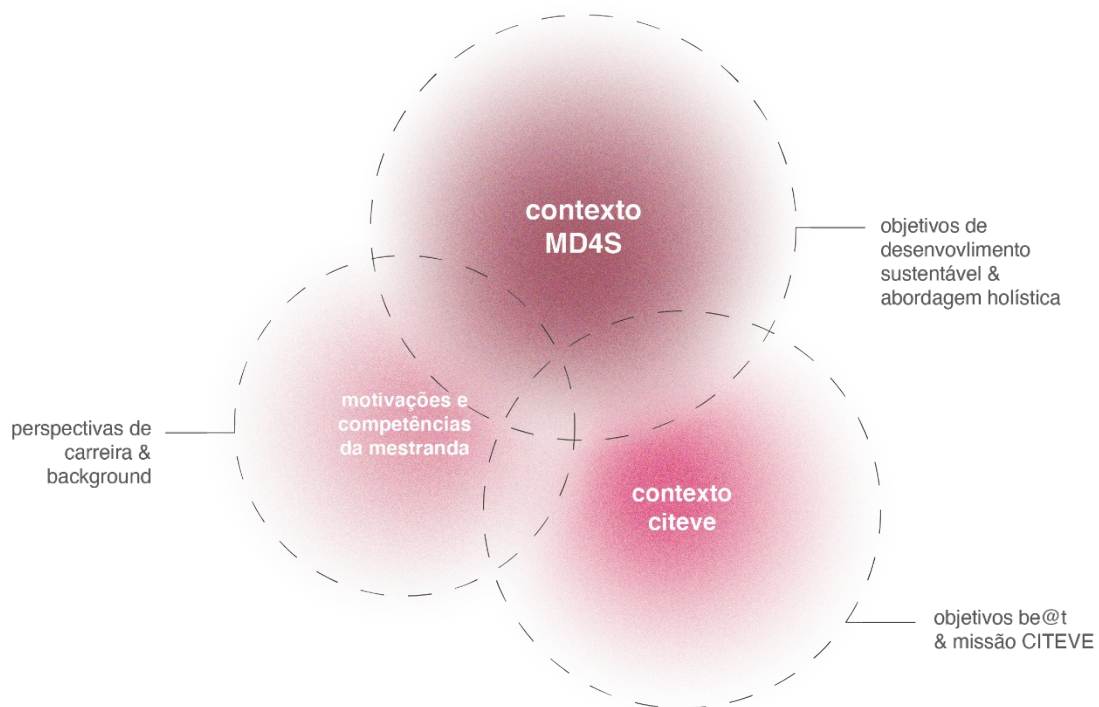 contexto
MD4S
objetivos de
desenvovlimento
sustentável &
abordagem holística
motivações e
competências
da mestranda
perspectivas de
carreira &
background
contexto
citeve
objetivos be@t
& missão CITEVE